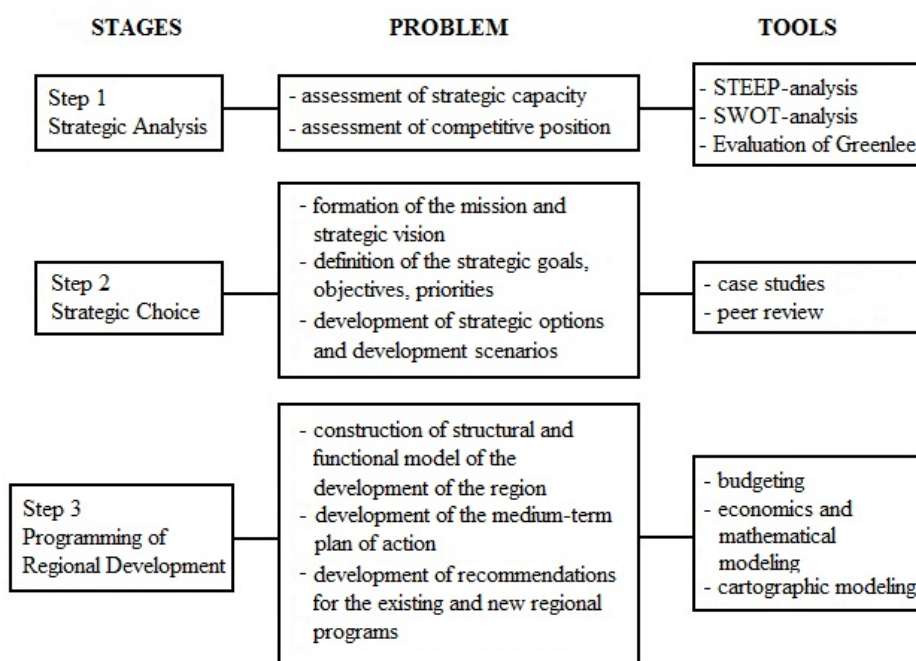 STAGES
PROBLEM
TOOLS
Step 1
Strategic Analysis
- assessment of strategic capacity
- assessment of competitive position
- STEEP-analysis
- SWOT-analysis
- Evaluation of Greenlee
Step 2
Strategic Choice
- formation of the mission and
strategic vision
- definition of the strategic goals,
objectives, priorities
- development of strategic options
and development scenarios
- case studies
- peer review
Step 3
Programming of
Regional Development
- construction of structural and
functional model of the
development of the region
- development of the medium-term
plan of action
- development of recommendations
for the existing and new regional
programs
- budgeting
- economics and
mathematical
modeling
- cartographic modeling